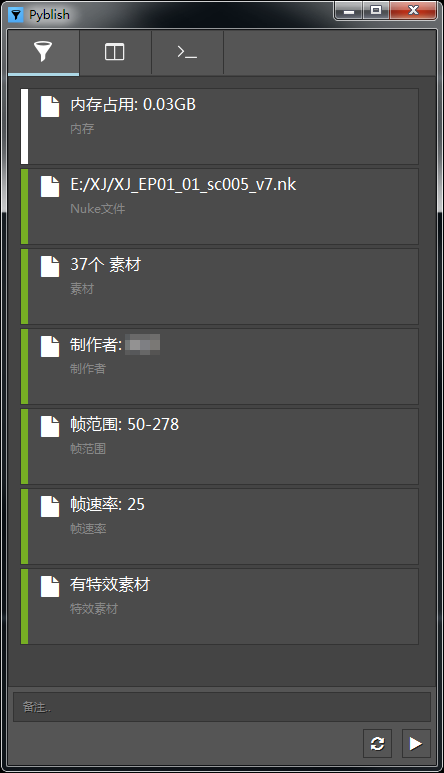 Pyblish
内存占用: 0.03GB
内存
E:/XJ/XJ_EP01_01_sc005_v7.nk
Nuke文件
37个 素材
素材
制作者:
制作者
帧范围: 50-278
帧范围
帧速率: 25
帧速率
有特效素材
特效素材
备注..